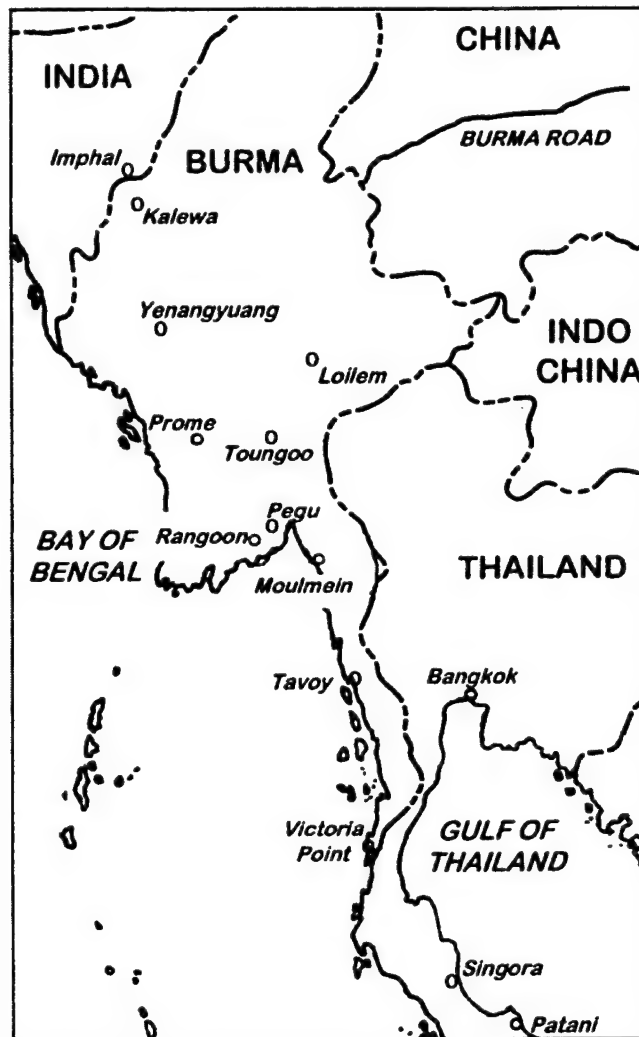 CHINA
INDIA
BURMA ROAD
Imphal
BURMA
Kalewa
Yenangyuang
INDO
CHINA
Loilem
Prome
Toungoo
Pegu
Rangoon
BAY OF
BENGAL
Moulmein
THAILAND
Tavoy
Bangkok
Victoria
Point
GULF OF
THAILAND
Singora
Patani